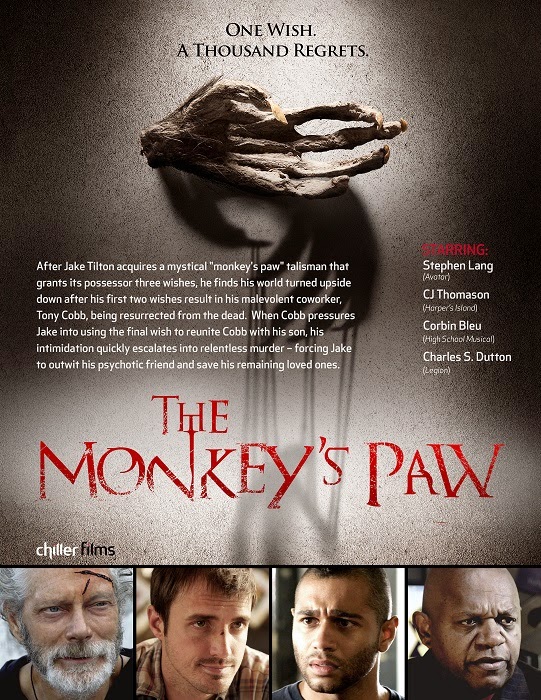 One Wish.
A Thousand Regrets.
After Jake Tilton acquires a mystical "monkey's paw" talisman that
grants its possessor three wishes, he finds his world turned upside
down after his first two wishes result in his malevolent coworker,
Tony Cobb, being resurrected from the dead.  When Cobb pressures
Jake into using the final wish to reunite Cobb with his son, his
intimidation quickly escalates into relentless murder – forcing Jake
to outwit his psychotic friend and save his remaining loved ones.
STARRING:
Stephen Lang
(Avatar)
CJ Thomason
(Harper's Island)
Corbin Bleu
(High School Musical)
Charles S. Dutton
(Legion)
The
Monkey's Paw
chiller films